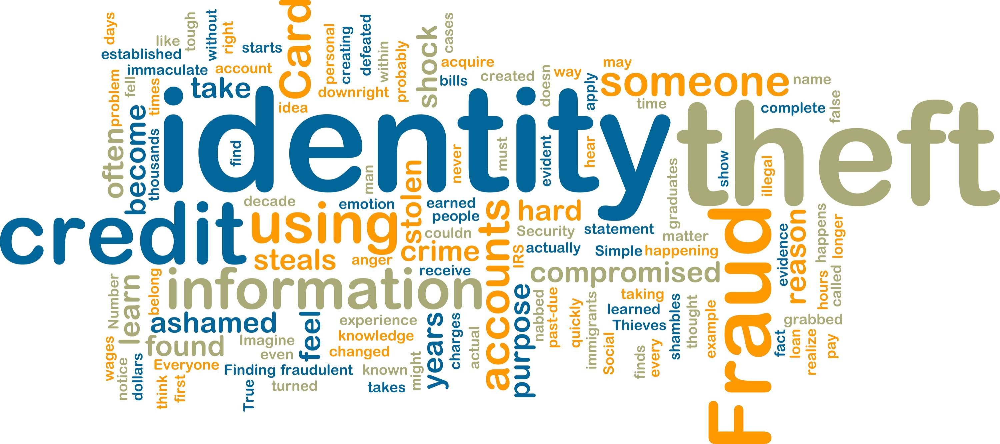 days
like
tough
without
right
starts
card
personal
creating
defeated
within
probably
shock
cases
established
immaculate
account
acquire
bills
created
doesn
way
apply
may
someone
name
problem
fell
times
take
idea
downright
time
complete
false
often
become
thousands
identity
find
man
stolen
never
must
evident
hear
theft
graduates
show
illegal
credit
decade
using
emotion
earned
people
couldn
accounts
hard
Security
statement
matter
Fraud
evidence
reason
happens
longer
steals
anger
crime
receive
IRS
actually
Simple
happening
compromised
Number
learn
belong
information
purpose
nabbed
past-due
quickly
immigrants
taking
learned
Thieves
shambles
thought
example
hours
called
grabbed
ashamed
feel
experience
knowledge
changed
years
charges
actual
Social
finds
every
fact
loan
realize
pay
wages
found
Imagine
even
notice
dollars
Everyone
Finding
fraudulent
known
might
think
first
True
turned
takes